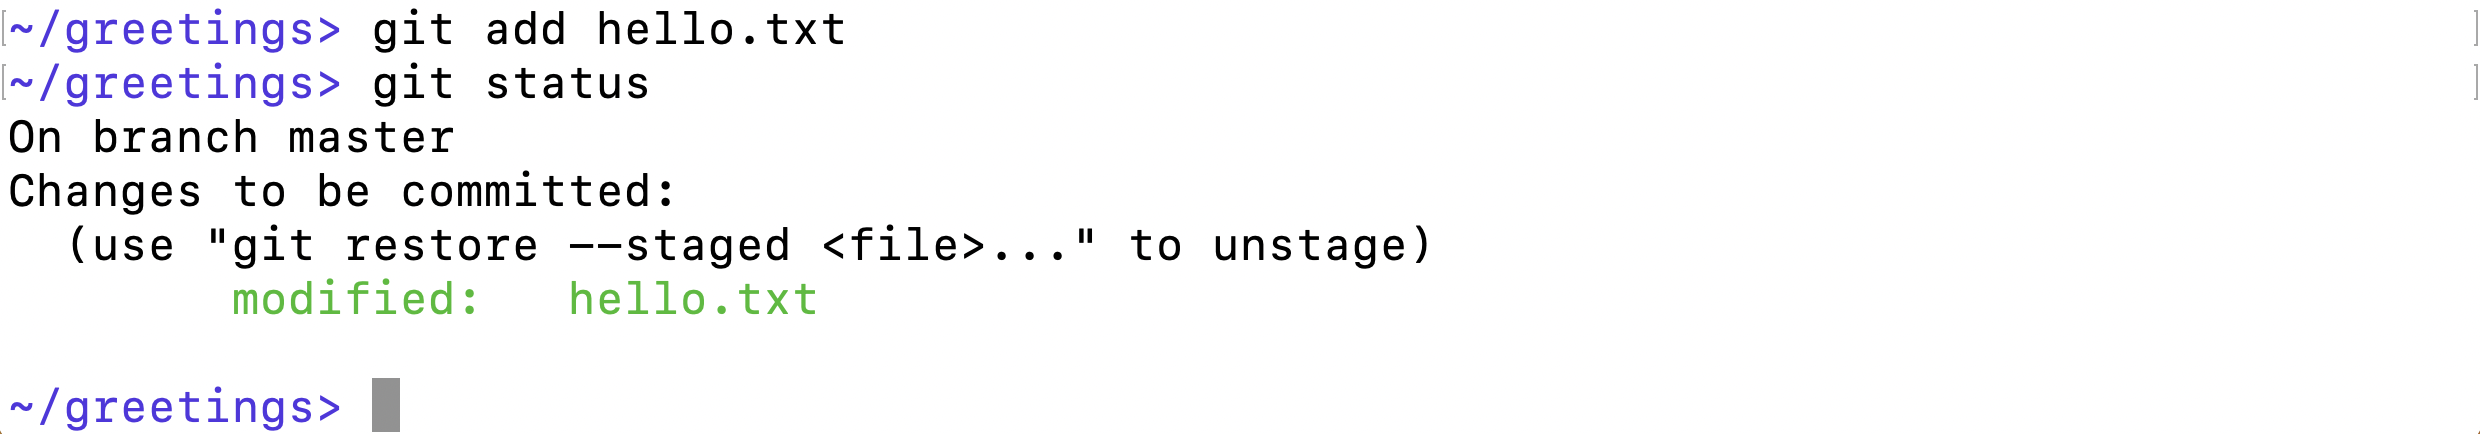 ~/greetings> git add hello.txt
~/greetings> git status
On branch master
Changes to be committed:
  (use "git restore --staged <file>..." to unstage)
        modified:   hello.txt

~/greetings>